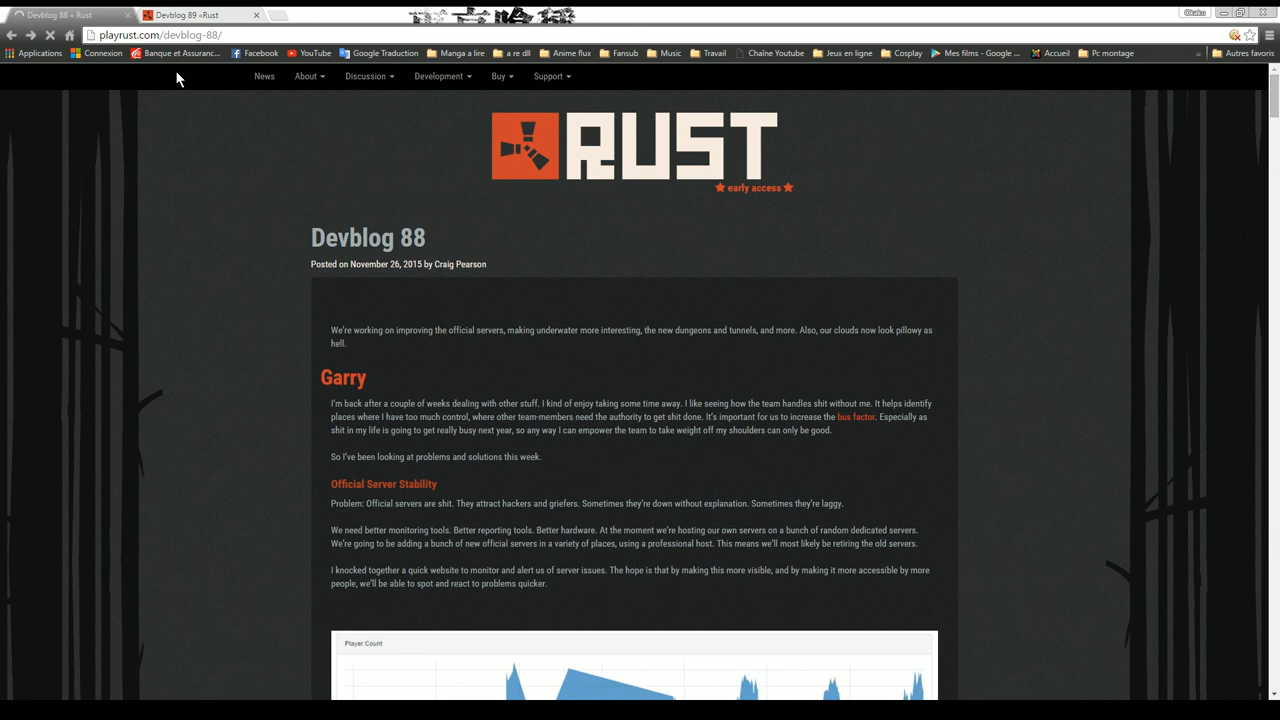 Devblog 88 « Rust
Devblog 89 «Rust
Okaku
playrust.com/devblog-88/
Applications Connexion Banque et Assuranc... Facebook YouTube Google Traduction Manga a lire a re dl Anime flux Fansub Music Travail Chaîne Youtube Jeux en ligne Cosplay Mes films - Google ... Accueil Pc montage » Autres favoris
News About Discussion Development Buy Support
RUST
early access
Devblog 88
Posted on November 26, 2015 by Craig Pearson
We're working on improving the official servers, making underwater more interesting, the new dungeons and tunnels, and more. Also, our clouds now look pillowy as
hell.
Garry
I'm back after a couple of weeks dealing with other stuff. I kind of enjoy taking some time away. I like seeing how the team handles shit without me. It helps identify
places where I have too much control, where other team-members need the authority to get shit done. It's important for us to increase the bus factor. Especially as
shit in my life is going to get really busy next year, so any way I can empower the team to take weight off my shoulders can only be good.
So I've been looking at problems and solutions this week.
Official Server Stability
Problem: Official servers are shit. They attract hackers and griefers. Sometimes they're down without explanation. Sometimes they're laggy.
We need better monitoring tools. Better reporting tools. Better hardware. At the moment we're hosting our own servers on a bunch of random dedicated servers.
We're going to be adding a bunch of new official servers in a variety of places, using a professional host. This means we'll most likely be retiring the old servers.
I knocked together a quick website to monitor and alert us of server issues. The hope is that by making this more visible, and by making it more accessible by more
people, we'll be able to spot and react to problems quicker.
Player Count